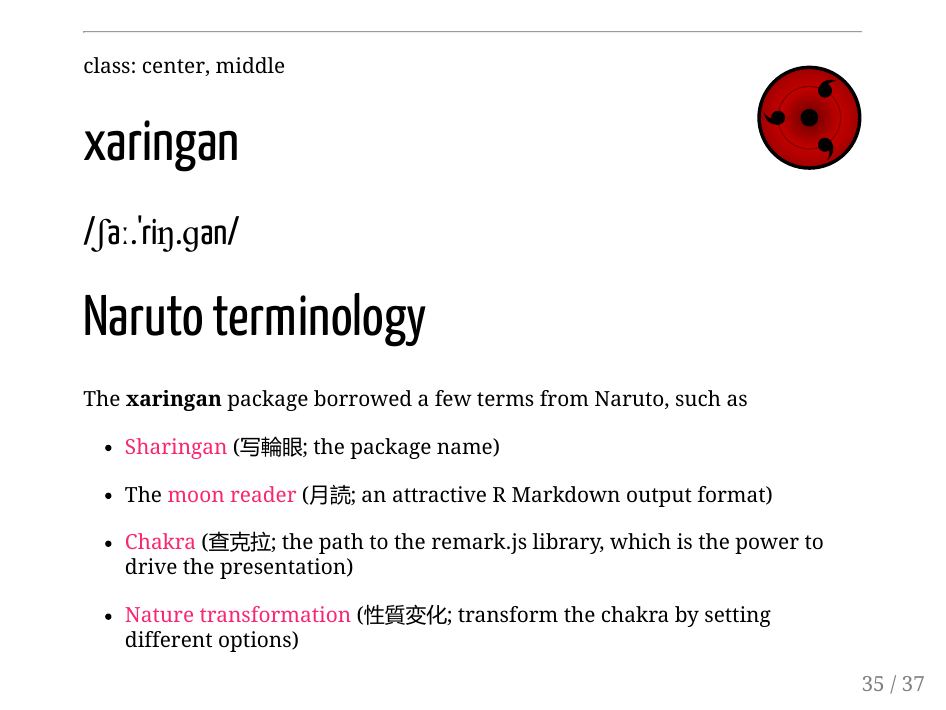 class: center, middle
xaringan
/ʃaː.ˈriŋ.ɡan/
Naruto terminology
The xaringan package borrowed a few terms from Naruto, such as
• Sharingan (写輪眼; the package name)
• The moon reader (月読; an attractive R Markdown output format)
• Chakra (查克拉; the path to the remark.js library, which is the power to
drive the presentation)
• Nature transformation (性質変化; transform the chakra by setting
different options)
35 / 37